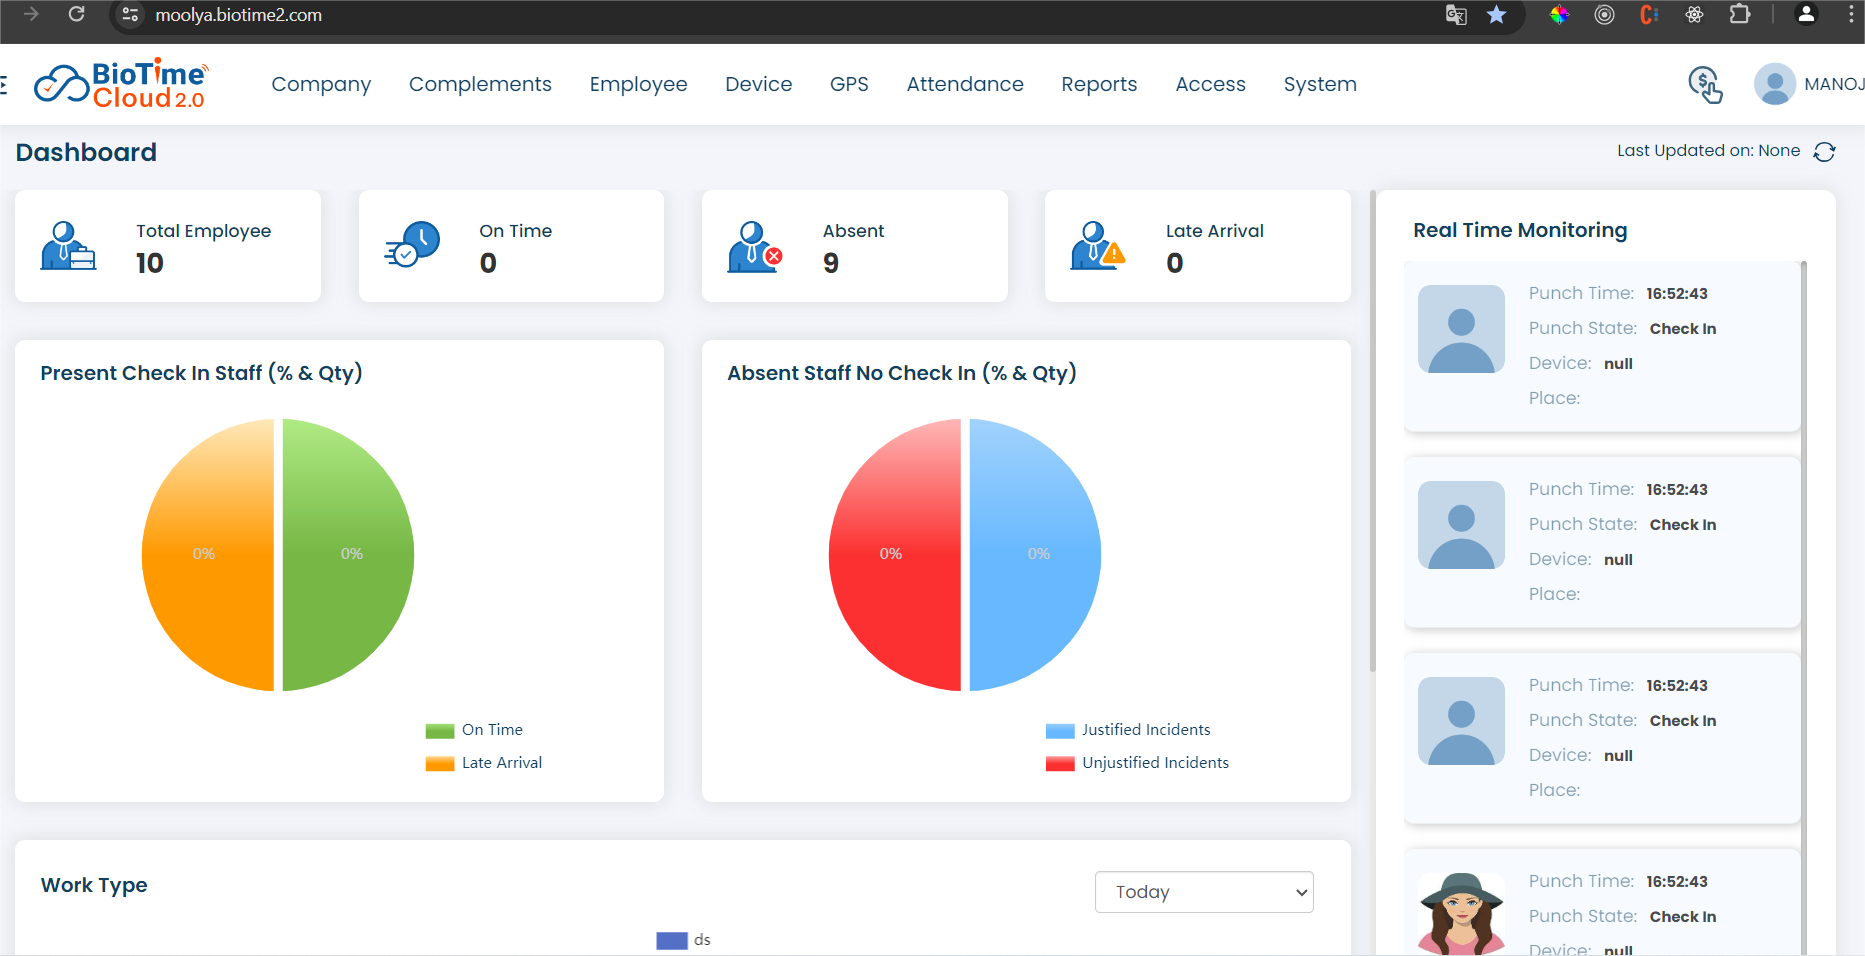 moolya.biotime2.com
BioTime
Cloud 2.0
Company
Complements
Employee
Device
GPS
Attendance
Reports
Access
System
MANOJ
Dashboard
Last Updated on: None
Total Employee
10
On Time
0
Absent
9
Late Arrival
0
Present Check In Staff (% & Qty)
0%
0%
On Time
Late Arrival
Absent Staff No Check In (% & Qty)
0%
0%
Justified Incidents
Unjustified Incidents
Work Type
Today
ds
Real Time Monitoring
Punch Time: 16:52:43
Punch State: Check In
Device: null
Place:
Punch Time: 16:52:43
Punch State: Check In
Device: null
Place:
Punch Time: 16:52:43
Punch State: Check In
Device: null
Place:
Punch Time: 16:52:43
Punch State: Check In
Device: null